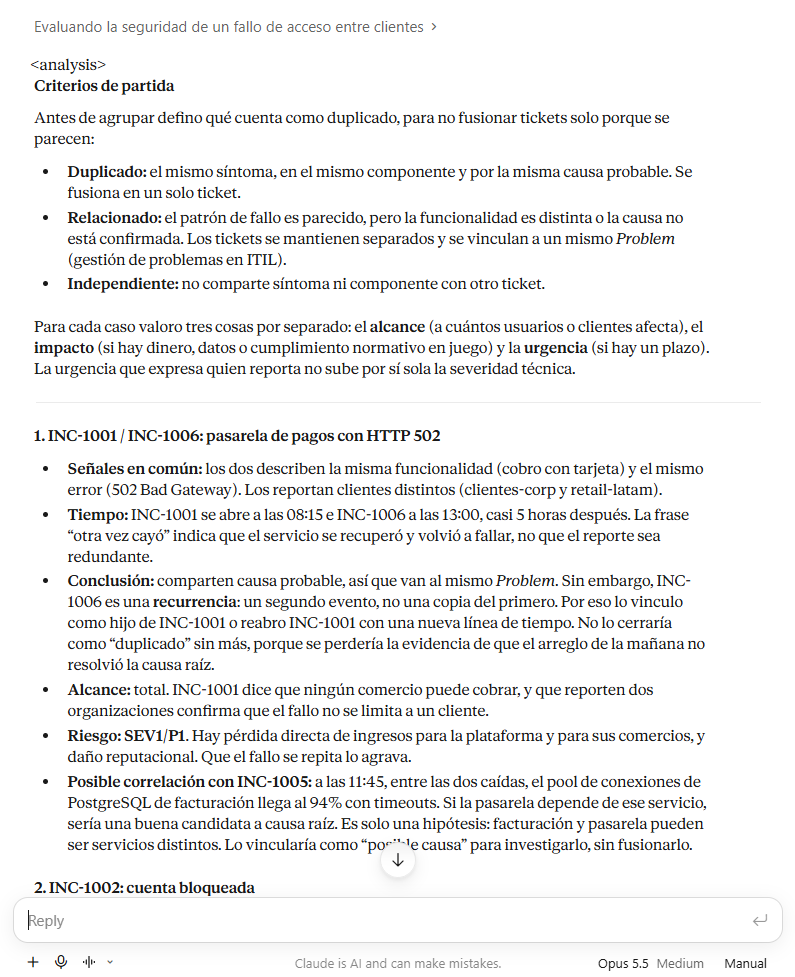 Evaluando la seguridad de un fallo de acceso entre clientes
<analysis>
Criterios de partida
Antes de agrupar defino qué cuenta como duplicado, para no fusionar tickets solo porque se
parecen:
• Duplicado: el mismo síntoma, en el mismo componente y por la misma causa probable. Se
fusiona en un solo ticket.
• Relacionado: el patrón de fallo es parecido, pero la funcionalidad es distinta o la causa no
está confirmada. Los tickets se mantienen separados y se vinculan a un mismo Problem
(gestión de problemas en ITIL).
• Independiente: no comparte síntoma ni componente con otro ticket.
Para cada caso valoro tres cosas por separado: el alcance (a cuántos usuarios o clientes afecta), el
impacto (si hay dinero, datos o cumplimiento normativo en juego) y la urgencia (si hay un plazo).
La urgencia que expresa quien reporta no sube por sí sola la severidad técnica.
1. INC-1001 / INC-1006: pasarela de pagos con HTTP 502
• Señales en común: los dos describen la misma funcionalidad (cobro con tarjeta) y el mismo
error (502 Bad Gateway). Los reportan clientes distintos (clientes-corp y retail-latam).
• Tiempo: INC-1001 se abre a las 08:15 e INC-1006 a las 13:00, casi 5 horas después. La frase
“otra vez cayó” indica que el servicio se recuperó y volvió a fallar, no que el reporte sea
redundante.
• Conclusión: comparten causa probable, así que van al mismo Problem. Sin embargo, INC-
1006 es una recurrencia: un segundo evento, no una copia del primero. Por eso lo vinculo
como hijo de INC-1001 o reabro INC-1001 con una nueva línea de tiempo. No lo cerraría
como “duplicado” sin más, porque se perdería la evidencia de que el arreglo de la mañana no
resolvió la causa raíz.
• Alcance: total. INC-1001 dice que ningún comercio puede cobrar, y que reporten dos
organizaciones confirma que el fallo no se limita a un cliente.
• Riesgo: SEV1/P1. Hay pérdida directa de ingresos para la plataforma y para sus comercios, y
daño reputacional. Que el fallo se repita lo agrava.
• Posible correlación con INC-1005: a las 11:45, entre las dos caídas, el pool de conexiones de
PostgreSQL de facturación llega al 94% con timeouts. Si la pasarela depende de ese servicio,
sería una buena candidata a causa raíz. Es solo una hipótesis: facturación y pasarela pueden
ser servicios distintos. Lo vincularía como “posible causa” para investigarlo, sin fusionarlo.
2. INC-1002: cuenta bloqueada
Reply
Claude is AI and can make mistakes.
Opus 5.5 Medium
Manual